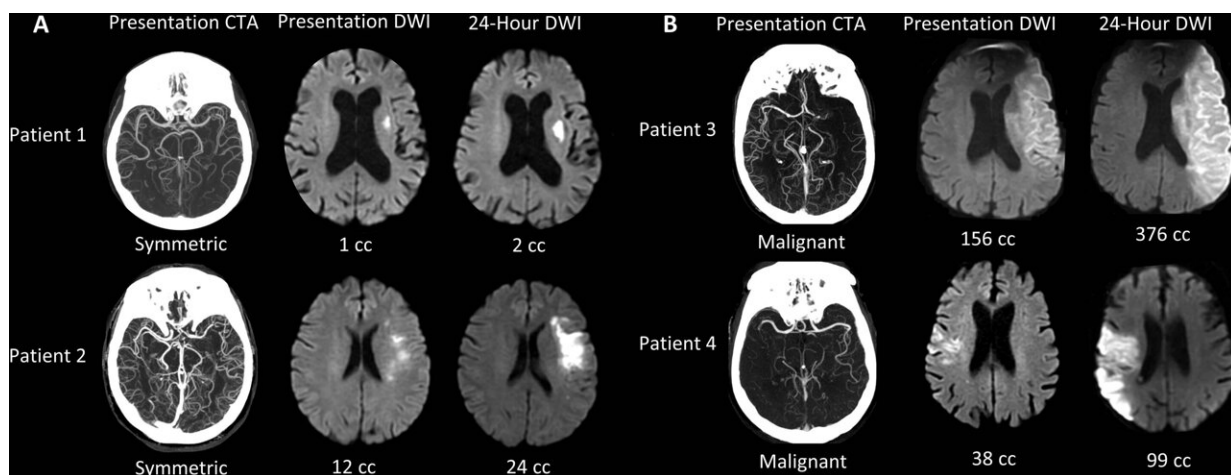 A Presentation CTA Presentation DWI 24-Hour DWI
Patient 1
Symmetric 1 cc 2 cc
Patient 2
Symmetric 12 cc 24 cc
B Presentation CTA Presentation DWI 24-Hour DWI
Patient 3
Malignant 156 cc 376 cc
Patient 4
Malignant 38 cc 99 cc